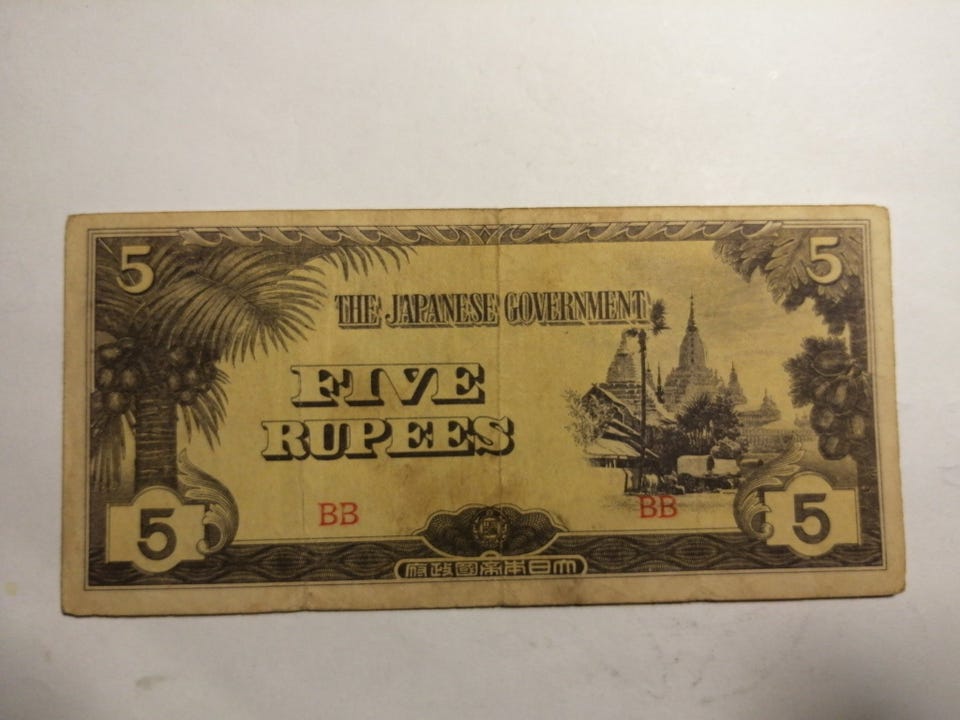 5
5
THE JAPANESE GOVERNMENT
FIVE
RUPEES
BB
BB
5
5
大日本帝國政府